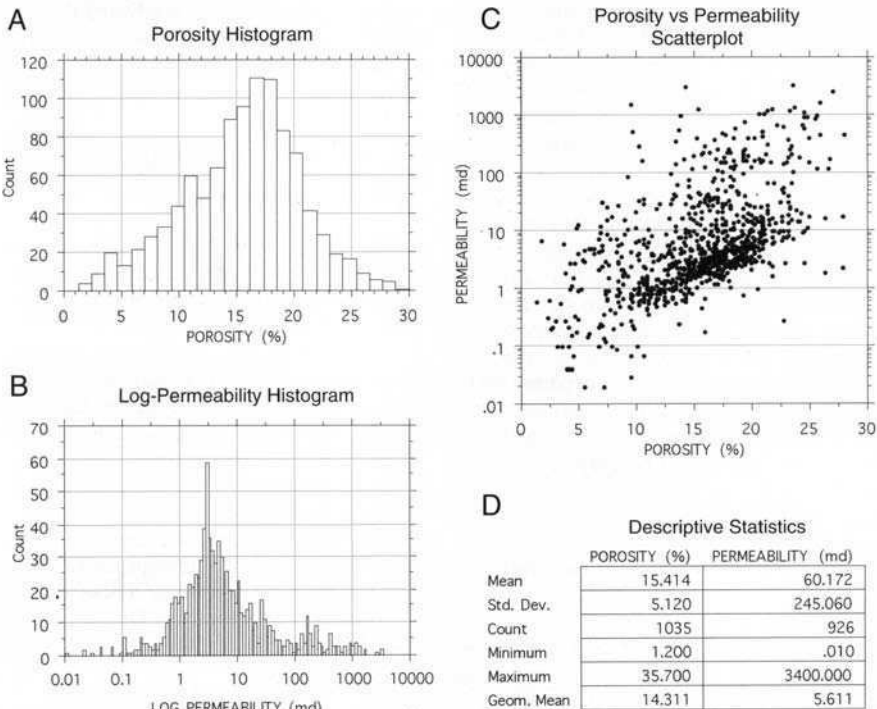 A
Porosity Histogram
120
100
80
60
40
20
0
Count
0 5 10 15 20 25 30
POROSITY (%)
B
Log-Permeability Histogram
70
60
50
40
30
20
10
0
Count
0.01 0.1 1 10 100 1000 10000
LOG PERMEABILITY (md)
C
Porosity vs Permeability
Scatterplot
10000
1000
100
10
1
.1
.01
PERMEABILITY (md)
0 5 10 15 20 25 30
POROSITY (%)
D
Descriptive Statistics
POROSITY (%) PERMEABILITY (md)
Mean 15.414 60.172
Std. Dev. 5.120 245.060
Count 1035 926
Minimum 1.200 .010
Maximum 35.700 3400.000
Geom. Mean 14.311 5.611